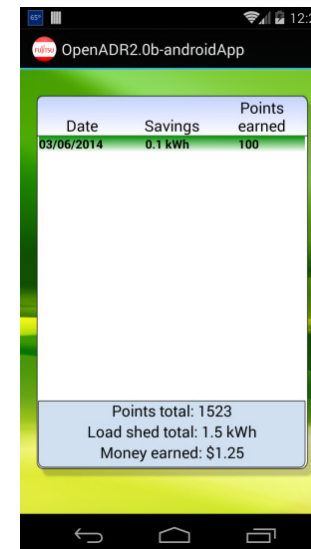 65°
12:2
FUJITSU OpenADR2.0b-androidApp
Date Savings Points earned
03/06/2014 0.1 kWh 100
Points total: 1523
Load shed total: 1.5 kWh
Money earned: $1.25